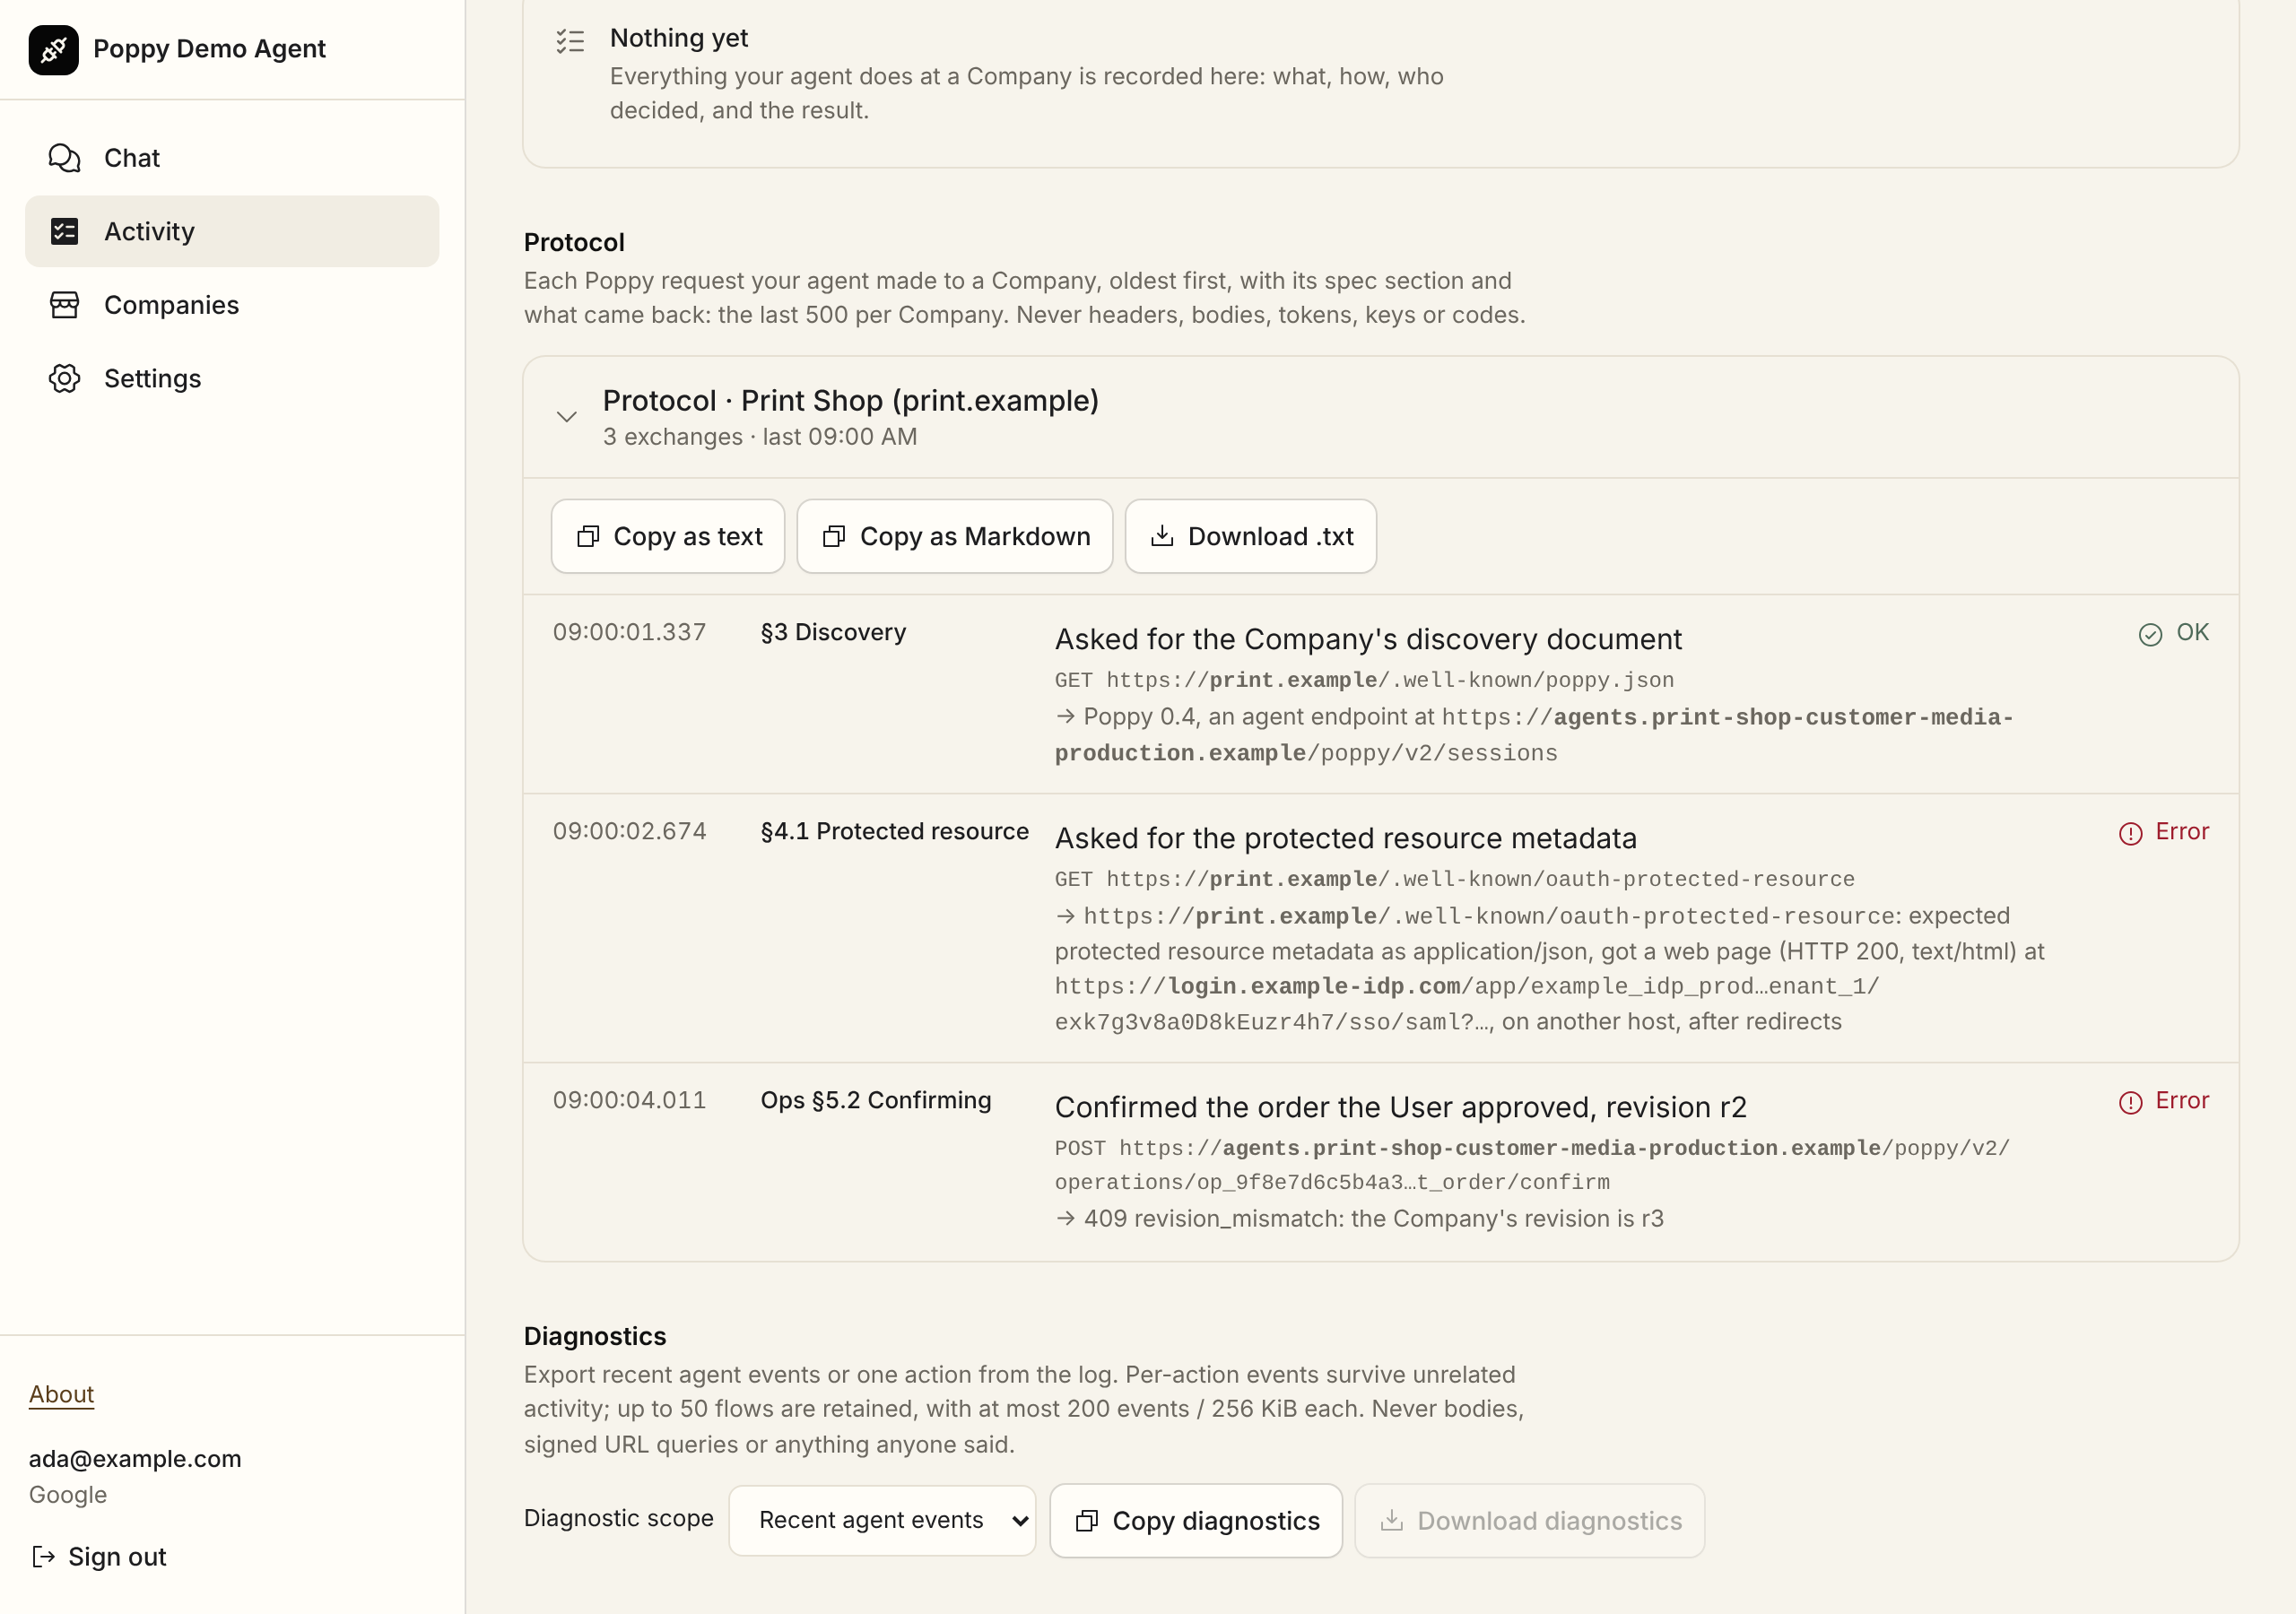 Poppy Demo Agent
Chat
Activity
Companies
Settings
About
ada@example.com
Google
Sign out
Nothing yet
Everything your agent does at a Company is recorded here: what, how, who
decided, and the result.
Protocol
Each Poppy request your agent made to a Company, oldest first, with its spec section and
what came back: the last 500 per Company. Never headers, bodies, tokens, keys or codes.
Protocol · Print Shop (print.example)
3 exchanges · last 09:00 AM
Copy as text
Copy as Markdown
Download .txt
09:00:01.337
§3 Discovery
Asked for the Company's discovery document
GET https://print.example/.well-known/poppy.json
→ Poppy 0.4, an agent endpoint at https://agents.print-shop-customer-media-
production.example/poppy/v2/sessions
OK
09:00:02.674
§4.1 Protected resource
Asked for the protected resource metadata
GET https://print.example/.well-known/oauth-protected-resource
→ https://print.example/.well-known/oauth-protected-resource: expected
protected resource metadata as application/json, got a web page (HTTP 200, text/html) at
https://login.example-idp.com/app/example_idp_prod…enant_1/
exk7g3v8a0D8kEuzr4h7/sso/saml?…, on another host, after redirects
Error
09:00:04.011
Ops §5.2 Confirming
Confirmed the order the User approved, revision r2
POST https://agents.print-shop-customer-media-production.example/poppy/v2/
operations/op_9f8e7d6c5b4a3…t_order/confirm
→ 409 revision_mismatch: the Company's revision is r3
Error
Diagnostics
Export recent agent events or one action from the log. Per-action events survive unrelated
activity; up to 50 flows are retained, with at most 200 events / 256 KiB each. Never bodies,
signed URL queries or anything anyone said.
Diagnostic scope
Recent agent events
Copy diagnostics
Download diagnostics